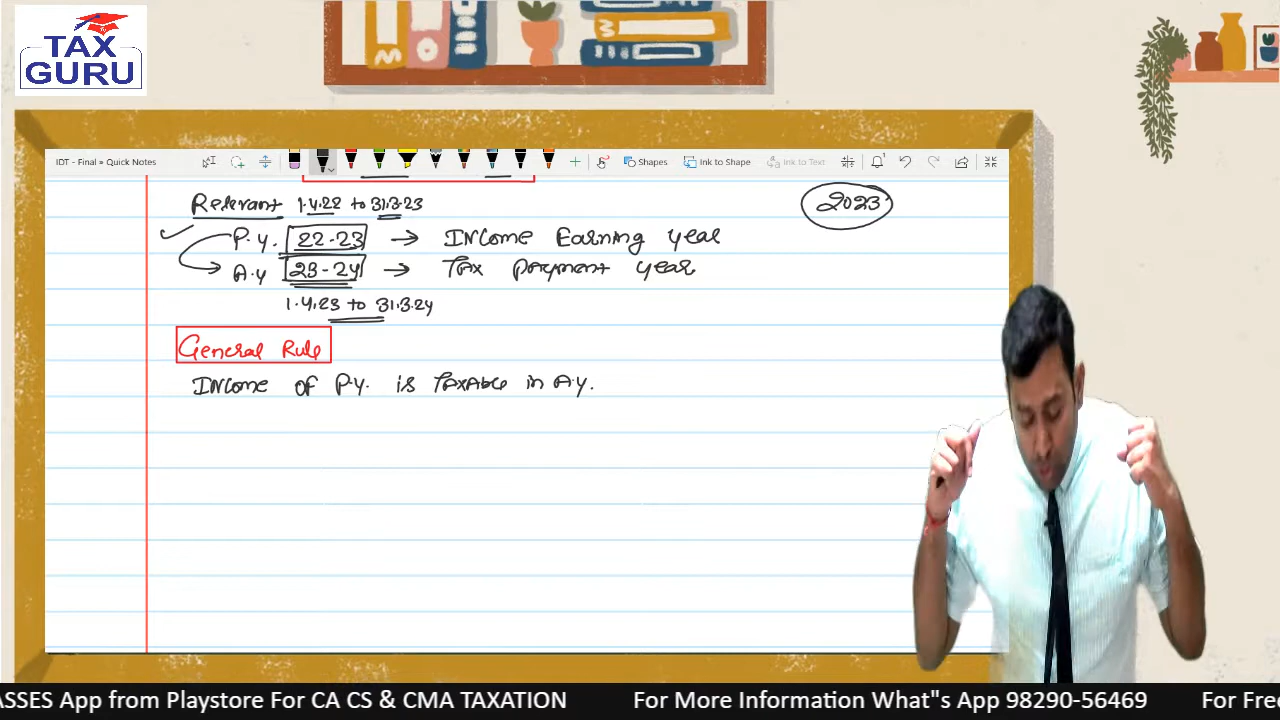 TAX
GURU
IDT - Final » Quick Notes
Shapes
Ink to Shape
Ink to Text
Relevant 1.4.22 to 31.3.23
2023
P.y. 22-23 → Income Earning year
A.y 23-24 → Tax payment year
1.4.23 to 31.3.24
General Rule
Income of P.y. is Taxable in A.y.
ASSES App from Playstore For CA CS & CMA TAXATION For More Information What"s App 98290-56469 For Free